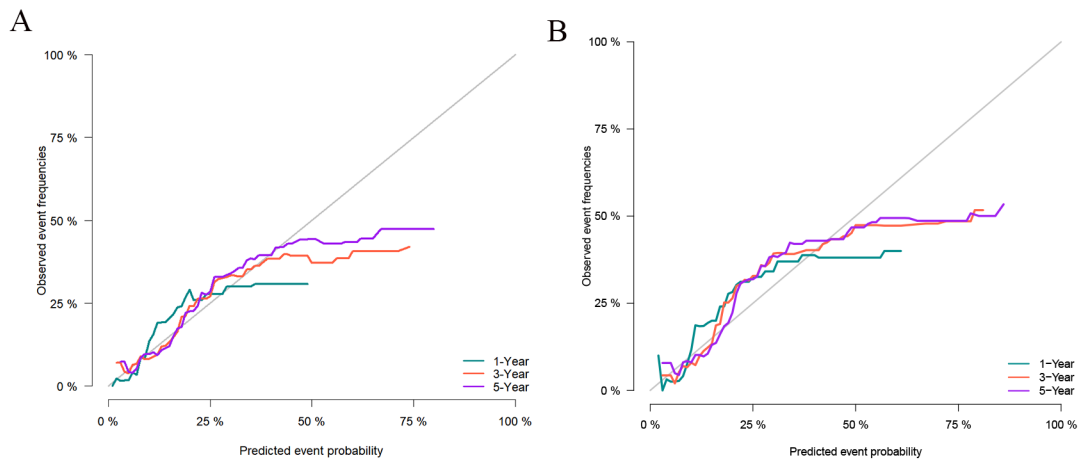 A
100 %
75 %
50 %
25 %
0 %
Observed event frequencies
0 %
25 %
50 %
75 %
100 %
Predicted event probability
1-Year
3-Year
5-Year
B
100 %
75 %
50 %
25 %
0 %
Observed event frequencies
0 %
25 %
50 %
75 %
100 %
Predicted event probability
1−Year
3−Year
5−Year